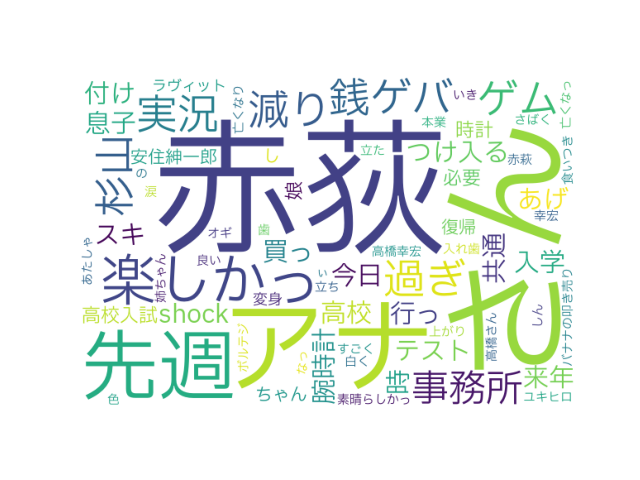 ラヴィット
付け
実況
亡くなり
減り
銭ゲバ
いき
ゲム
さばく
亡くなっ
息子
本業
時計
杉山
安住紳一郎
の
し
立た
つけ入る
赤萩
食いつき
涙
娘
必要
あげ
赤荻
ん
スキ
オギ
歯
復帰
幸宏
あたしゃ
姉ちゃん
良い
買っ
高橋幸宏
入れ歯
共通
入学
楽しかっ
変身
ぃ
立ち
今日
過ぎ
高校入試
shock
高校
行っ
上がり
高橋さん
しん
バナナの叩き売り
先週
アナ
ボルテジ
なっ
腕時計
すごく
白く
テスト
て
色
ちゃん
素晴らしかっ
時
事務所
来年
ユキヒロ